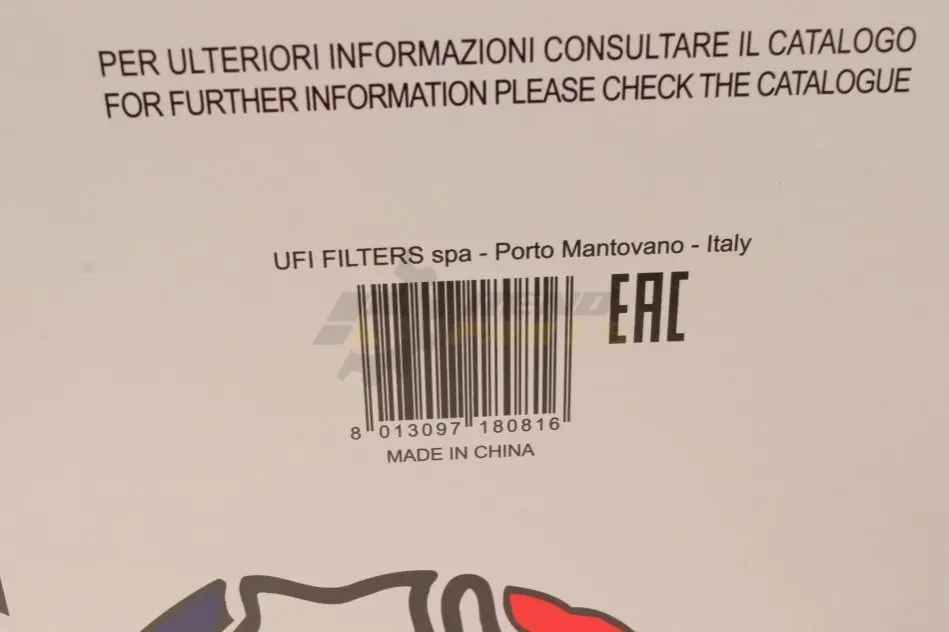 PER ULTERIORI INFORMAZIONI CONSULTARE IL CATALOGO
FOR FURTHER INFORMATION PLEASE CHECK THE CATALOGUE
UFI FILTERS spa - Porto Mantovano - Italy
EAC
8 013097 180816
MADE IN CHINA